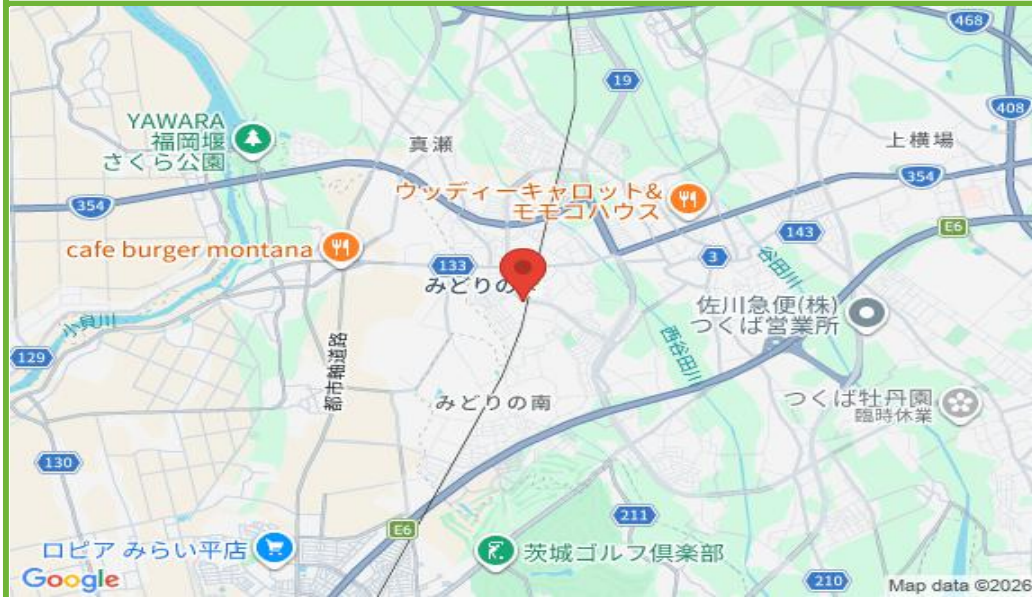 468
19
408
YAWARA
福岡堰
さくら公園
真瀬
上横場
354
ウッディーキャロット&
モモコハウス
354
E6
cafe burger montana
143
133
3
みどりの
谷田川
佐川急便(株)
つくば営業所
小貝川
129
都市軸道路
西谷田川
みどりの南
つくば牡丹園
臨時休業
130
211
E6
ロピア みらい平店
茨城ゴルフ倶楽部
210
Google
Map data ©2026